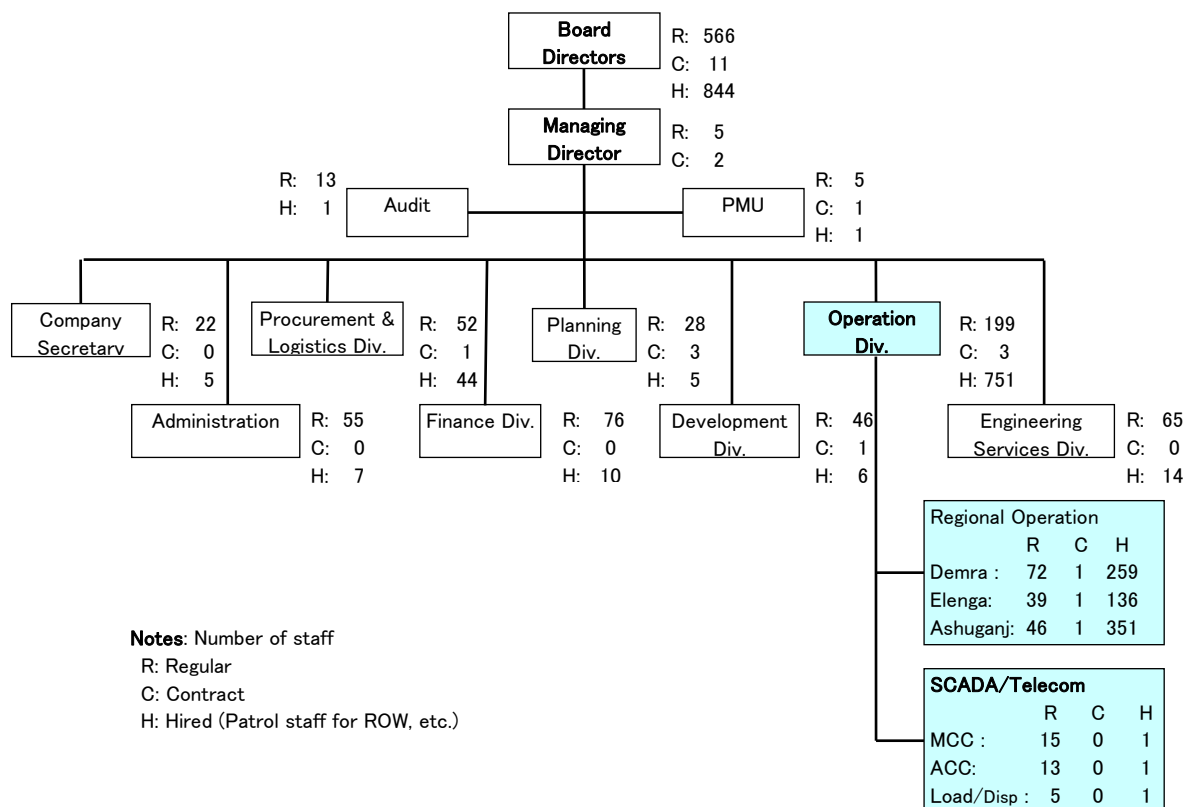 Board
Directors
R: 566
C: 11
H: 844
Managing
Director
R: 5
C: 2
R: 13
H: 1
Audit
PMU
R: 5
C: 1
H: 1
Company
Secretary
R: 22
C: 0
H: 5
Procurement &
Logistics Div.
R: 52
C: 1
H: 44
Planning
Div.
R: 28
C: 3
H: 5
Operation
Div.
R: 199
C: 3
H: 751
Administration
R: 55
C: 0
H: 7
Finance Div.
R: 76
C: 0
H: 10
Development
Div.
R: 46
C: 1
H: 6
Engineering
Services Div.
R: 65
C: 0
H: 14
Regional Operation
R C H
Demra : 72 1 259
Elenga: 39 1 136
Ashuganj: 46 1 351
Notes: Number of staff
R: Regular
C: Contract
H: Hired (Patrol staff for ROW, etc.)
SCADA/Telecom
R C H
MCC : 15 0 1
ACC: 13 0 1
Load/Disp : 5 0 1